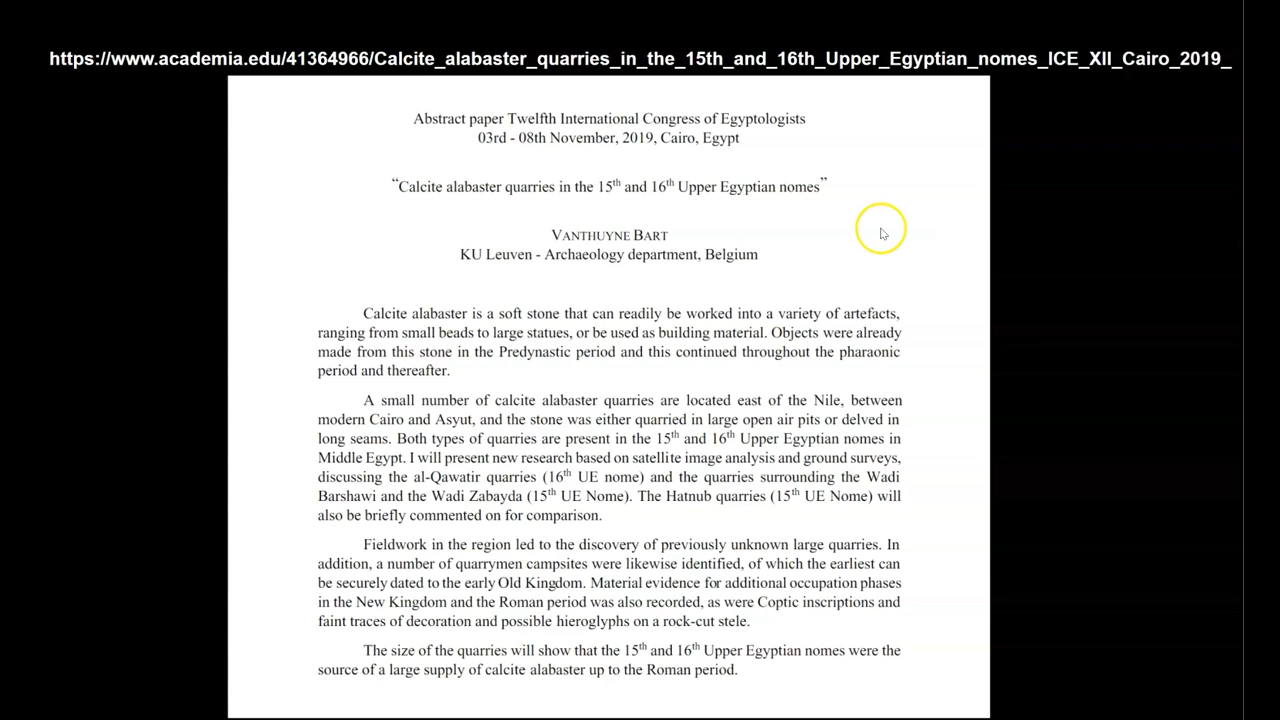 https://www.academia.edu/41364966/Calcite_alabaster_quarries_in_the_15th_and_16th_Upper_Egyptian_nomes_ICE_XII_Cairo_2019_
Abstract paper Twelfth International Congress of Egyptologists
03rd - 08th November, 2019, Cairo, Egypt
“Calcite alabaster quarries in the 15th and 16th Upper Egyptian nomes”
VANTHUYNE BART
KU Leuven - Archaeology department, Belgium
Calcite alabaster is a soft stone that can readily be worked into a variety of artefacts,
ranging from small beads to large statues, or be used as building material. Objects were already
made from this stone in the Predynastic period and this continued throughout the pharaonic
period and thereafter.
A small number of calcite alabaster quarries are located east of the Nile, between
modern Cairo and Asyut, and the stone was either quarried in large open air pits or delved in
long seams. Both types of quarries are present in the 15th and 16th Upper Egyptian nomes in
Middle Egypt. I will present new research based on satellite image analysis and ground surveys,
discussing the al-Qawatir quarries (16th UE nome) and the quarries surrounding the Wadi
Barshawi and the Wadi Zabayda (15th UE Nome). The Hatnub quarries (15th UE Nome) will
also be briefly commented on for comparison.
Fieldwork in the region led to the discovery of previously unknown large quarries. In
addition, a number of quarrymen campsites were likewise identified, of which the earliest can
be securely dated to the early Old Kingdom. Material evidence for additional occupation phases
in the New Kingdom and the Roman period was also recorded, as were Coptic inscriptions and
faint traces of decoration and possible hieroglyphs on a rock-cut stele.
The size of the quarries will show that the 15th and 16th Upper Egyptian nomes were the
source of a large supply of calcite alabaster up to the Roman period.